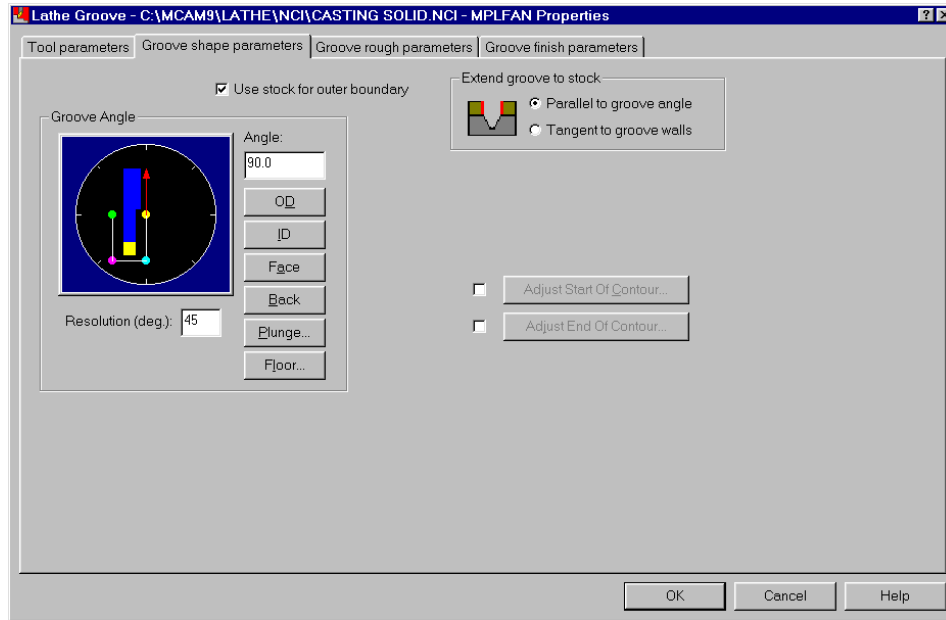 Lathe Groove - C:\MCAM9\LATHE\NCI\CASTING SOLID.NCI - MPLFAN Properties
Tool parameters Groove shape parameters Groove rough parameters Groove finish parameters
Use stock for outer boundary
Extend groove to stock
Parallel to groove angle
Tangent to groove walls
Groove Angle
Angle:
90.0
OD
ID
Face
Back
Plunge...
Floor...
Resolution (deg.): 45
Adjust Start Of Contour...
Adjust End Of Contour...
OK Cancel Help